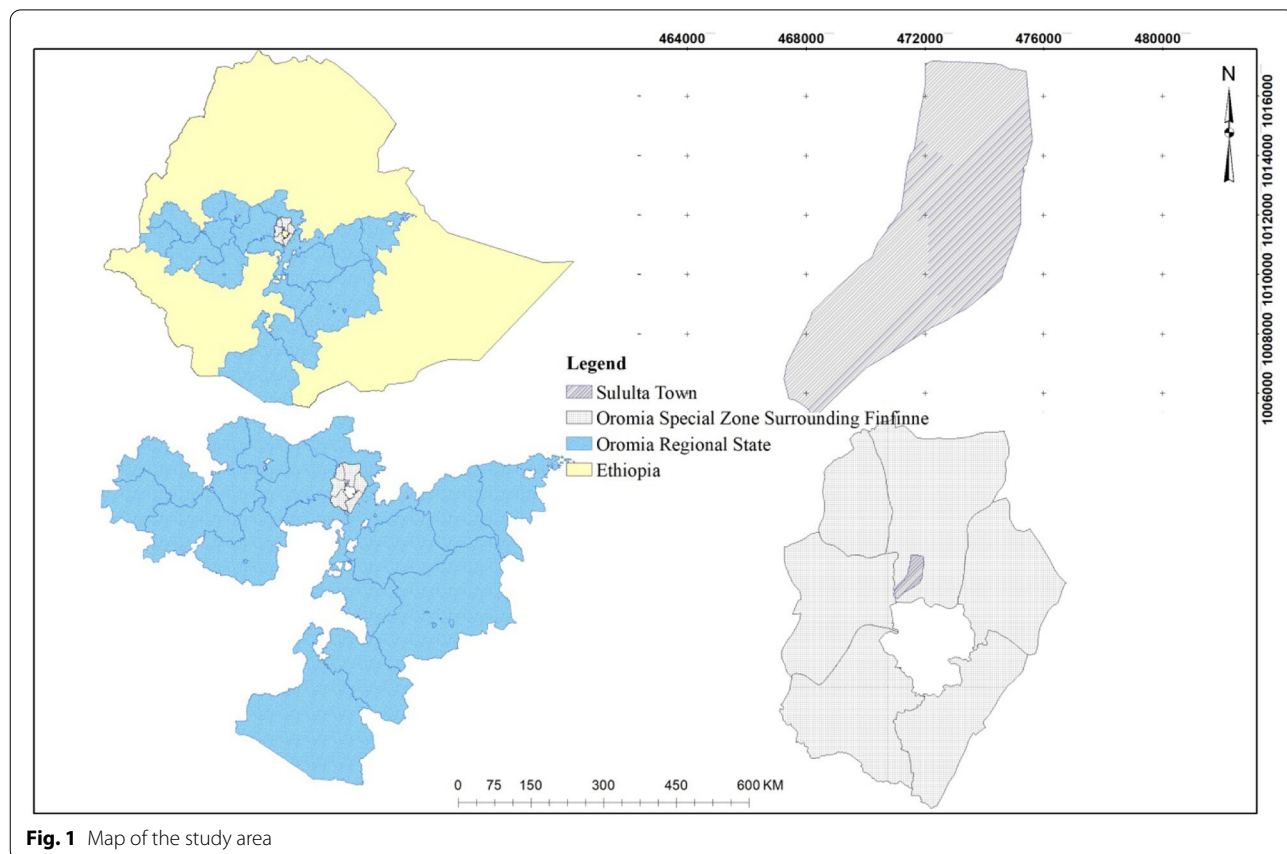 464000 468000 472000 476000 480000
N
1016000
1014000
1012000
1010000
1008000
1006000
Legend
Sululta Town
Oromia Special Zone Surrounding Finfinne
Oromia Regional State
Ethiopia
0 75 150 300 450 600 KM
Fig. 1 Map of the study area